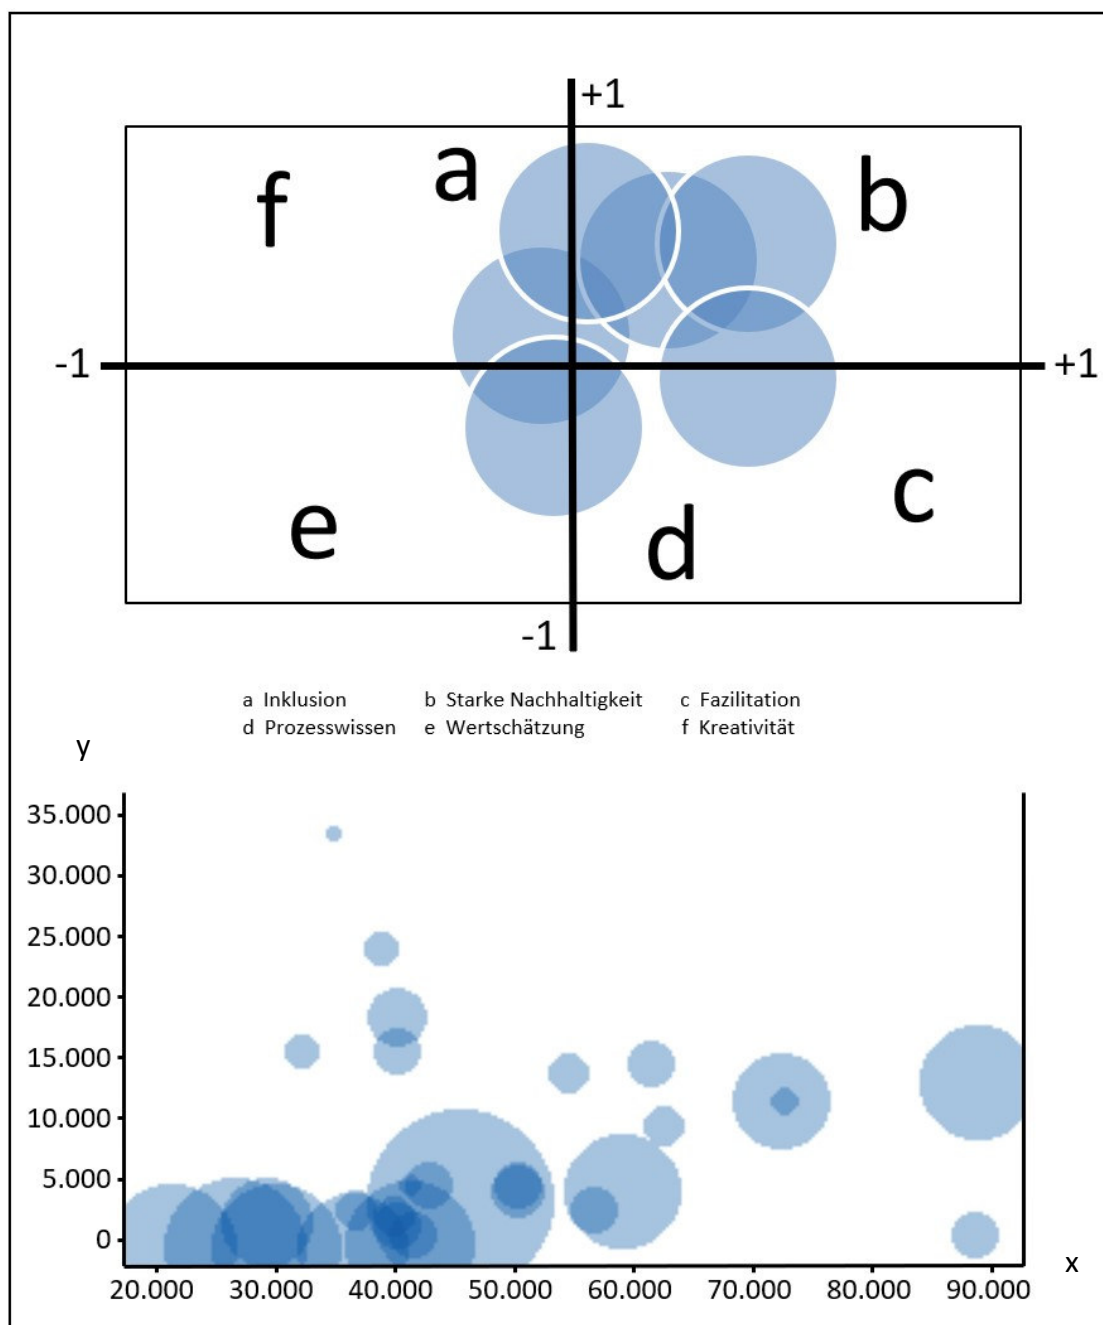 +1
a
b
f
-1
+1
c
e
d
-1
a Inklusion b Starke Nachhaltigkeit c Fazilitation
d Prozesswissen e Wertschätzung f Kreativität
y
35.000
30.000
25.000
20.000
15.000
10.000
5.000
0
x
20.000 30.000 40.000 50.000 60.000 70.000 80.000 90.000